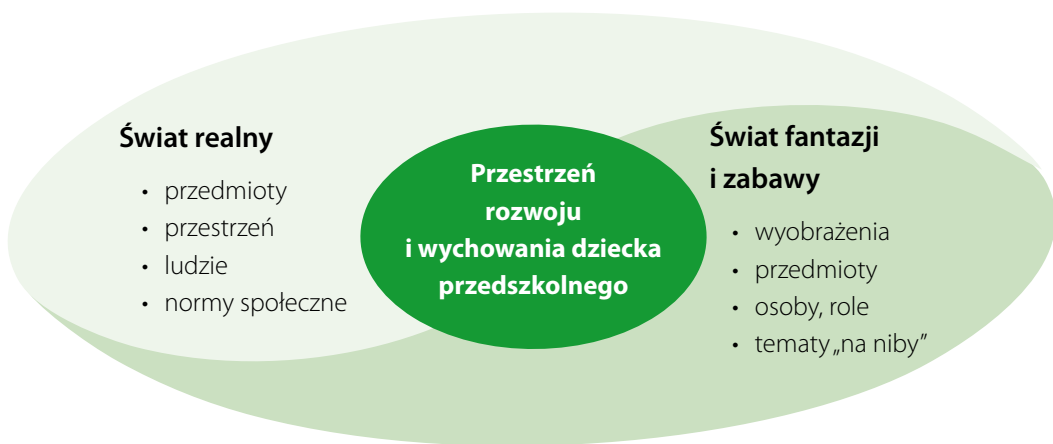 Świat realny
• przedmioty
• przestrzeń
• ludzie
• normy społeczne
Przestrzeń
rozwoju
i wychowania dziecka
przedszkolnego
Świat fantazji
i zabawy
• wyobrażenia
• przedmioty
• osoby, role
• tematy „na niby”